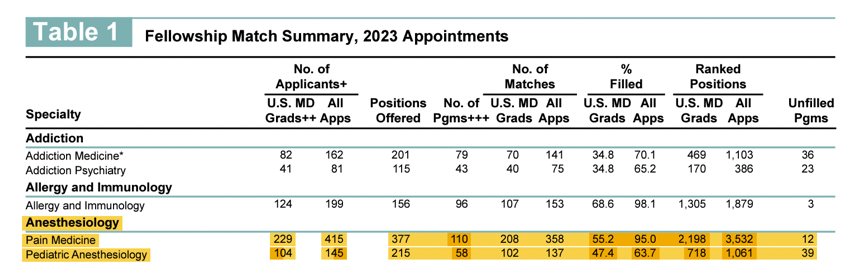 Table 1 Fellowship Match Summary, 2023 Appointments
No. of No. of % Ranked
Applicants+ Matches Filled Positions
U.S. MD All Positions No. of U.S. MD All U.S. MD All U.S. MD All Unfilled
Specialty Grads++ Apps Offered Pgms+++ Grads Apps Grads Apps Grads Apps Pgms
Addiction
Addiction Medicine* 82 162 201 79 70 141 34.8 70.1 469 1,103 36
Addiction Psychiatry 41 81 115 43 40 75 34.8 65.2 170 386 23
Allergy and Immunology
Allergy and Immunology 124 199 156 96 107 153 68.6 98.1 1,305 1,879 3
Anesthesiology
Pain Medicine 229 415 377 110 208 358 55.2 95.0 2,198 3,532 12
Pediatric Anesthesiology 104 145 215 58 102 137 47.4 63.7 718 1,061 39